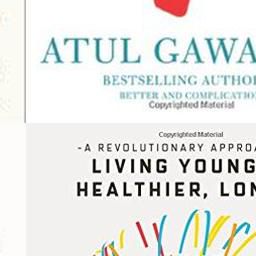 ATUL GAWA
BESTSELLING AUTHO
BETTER AND COMPLICATIO
Copyrighted Material
Copyrighted Material
-A REVOLUTIONARY APPROA
LIVING YOUNG
HEALTHIER, LON